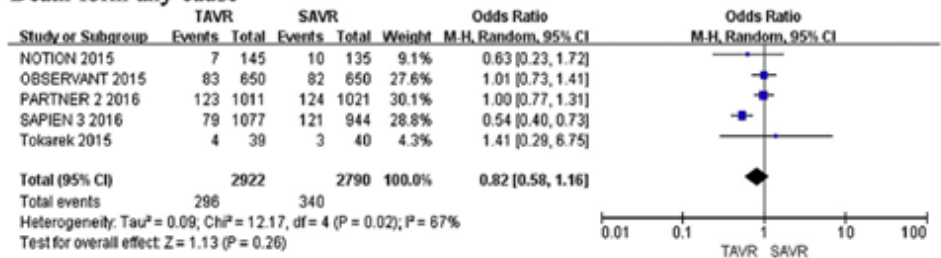 Death form any cause
TAVR SAVR Odds Ratio Odds Ratio
Study or Subgroup Events Total Events Total Weight M-H, Random, 95% CI M-H, Random, 95% CI
NOTION 2015 7 145 10 135 9.1% 0.63 [0.23, 1.72]
OBSERVANT 2015 83 650 82 650 27.6% 1.01 [0.73, 1.41]
PARTNER 2 2016 123 1011 124 1021 30.1% 1.00 [0.77, 1.31]
SAPIEN 3 2016 79 1077 121 944 28.8% 0.54 [0.40, 0.73]
Tokarek 2015 4 39 3 40 4.3% 1.41 [0.29, 6.75]
Total (95% CI) 2922 2790 100.0% 0.82 [0.58, 1.16]
Total events 296 340
Heterogeneity: Tau² = 0.09; Chi² = 12.17, df = 4 (P = 0.02); I² = 67%
Test for overall effect: Z = 1.13 (P = 0.26)
0.01 0.1 1 10 100
TAVR SAVR